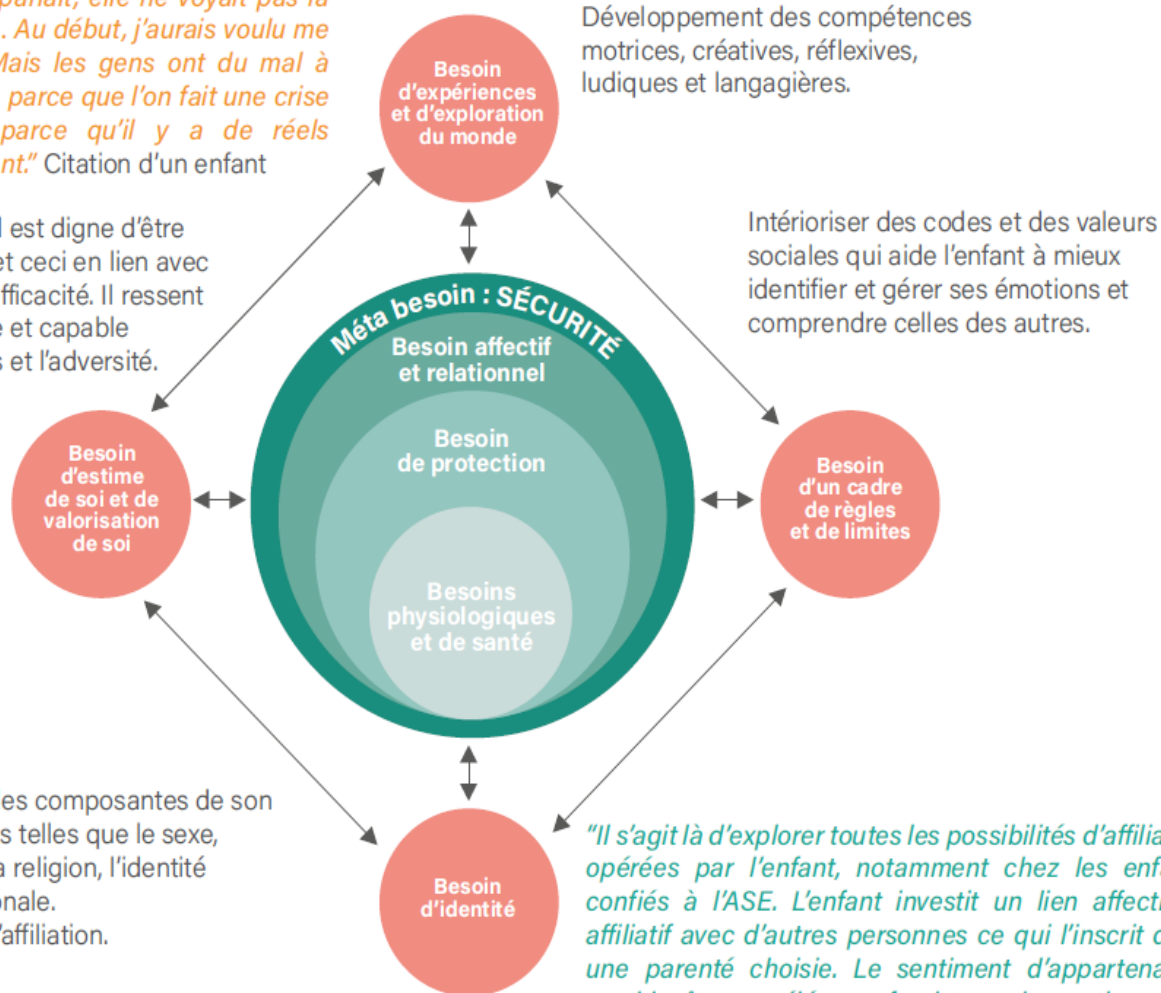 parlait, elle ne voyait pas la
. Au début, j'aurais voulu me
Mais les gens ont du mal à
parce que l'on fait une crise
parce qu'il y a de réels
nt." Citation d'un enfant
Développement des compétences
motrices, créatives, réflexives,
ludiques et langagières.
Besoin
d'expériences
et d'exploration
du monde
est digne d'être
et ceci en lien avec
fficacité. Il ressent
e et capable
s et l'adversité.
Intérioriser des codes et des valeurs
sociales qui aide l'enfant à mieux
identifier et gérer ses émotions et
comprendre celles des autres.
Méta besoin : SÉCURITÉ
Besoin affectif
et relationnel
Besoin
de protection
Besoins
physiologiques
et de santé
Besoin
d'estime
de soi et de
valorisation
de soi
Besoin
d'un cadre
de règles
et de limites
es composantes de son
s telles que le sexe,
a religion, l'identité
onale.
'affiliation.
Besoin
d'identité
"Il s'agit là d'explorer toutes les possibilités d'affilia
opérées par l'enfant, notamment chez les enfa
confiés à l'ASE. L'enfant investit un lien affecti
affiliatif avec d'autres personnes ce qui l'inscrit d
une parenté choisie. Le sentiment d'appartena